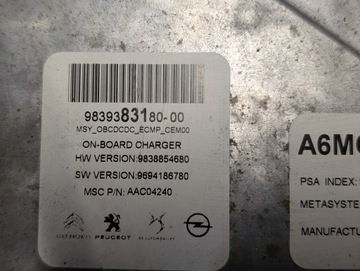 9839383180-00
MSY_OBCDCDC_ECMP_CEM00
ON-BOARD CHARGER
HW VERSION:9838854680
SW VERSION:9694186780
MSC P/N: AAC04240
PEUGEOT
A6M
PSA INDEX:
METASYSTE
MANUFACTU